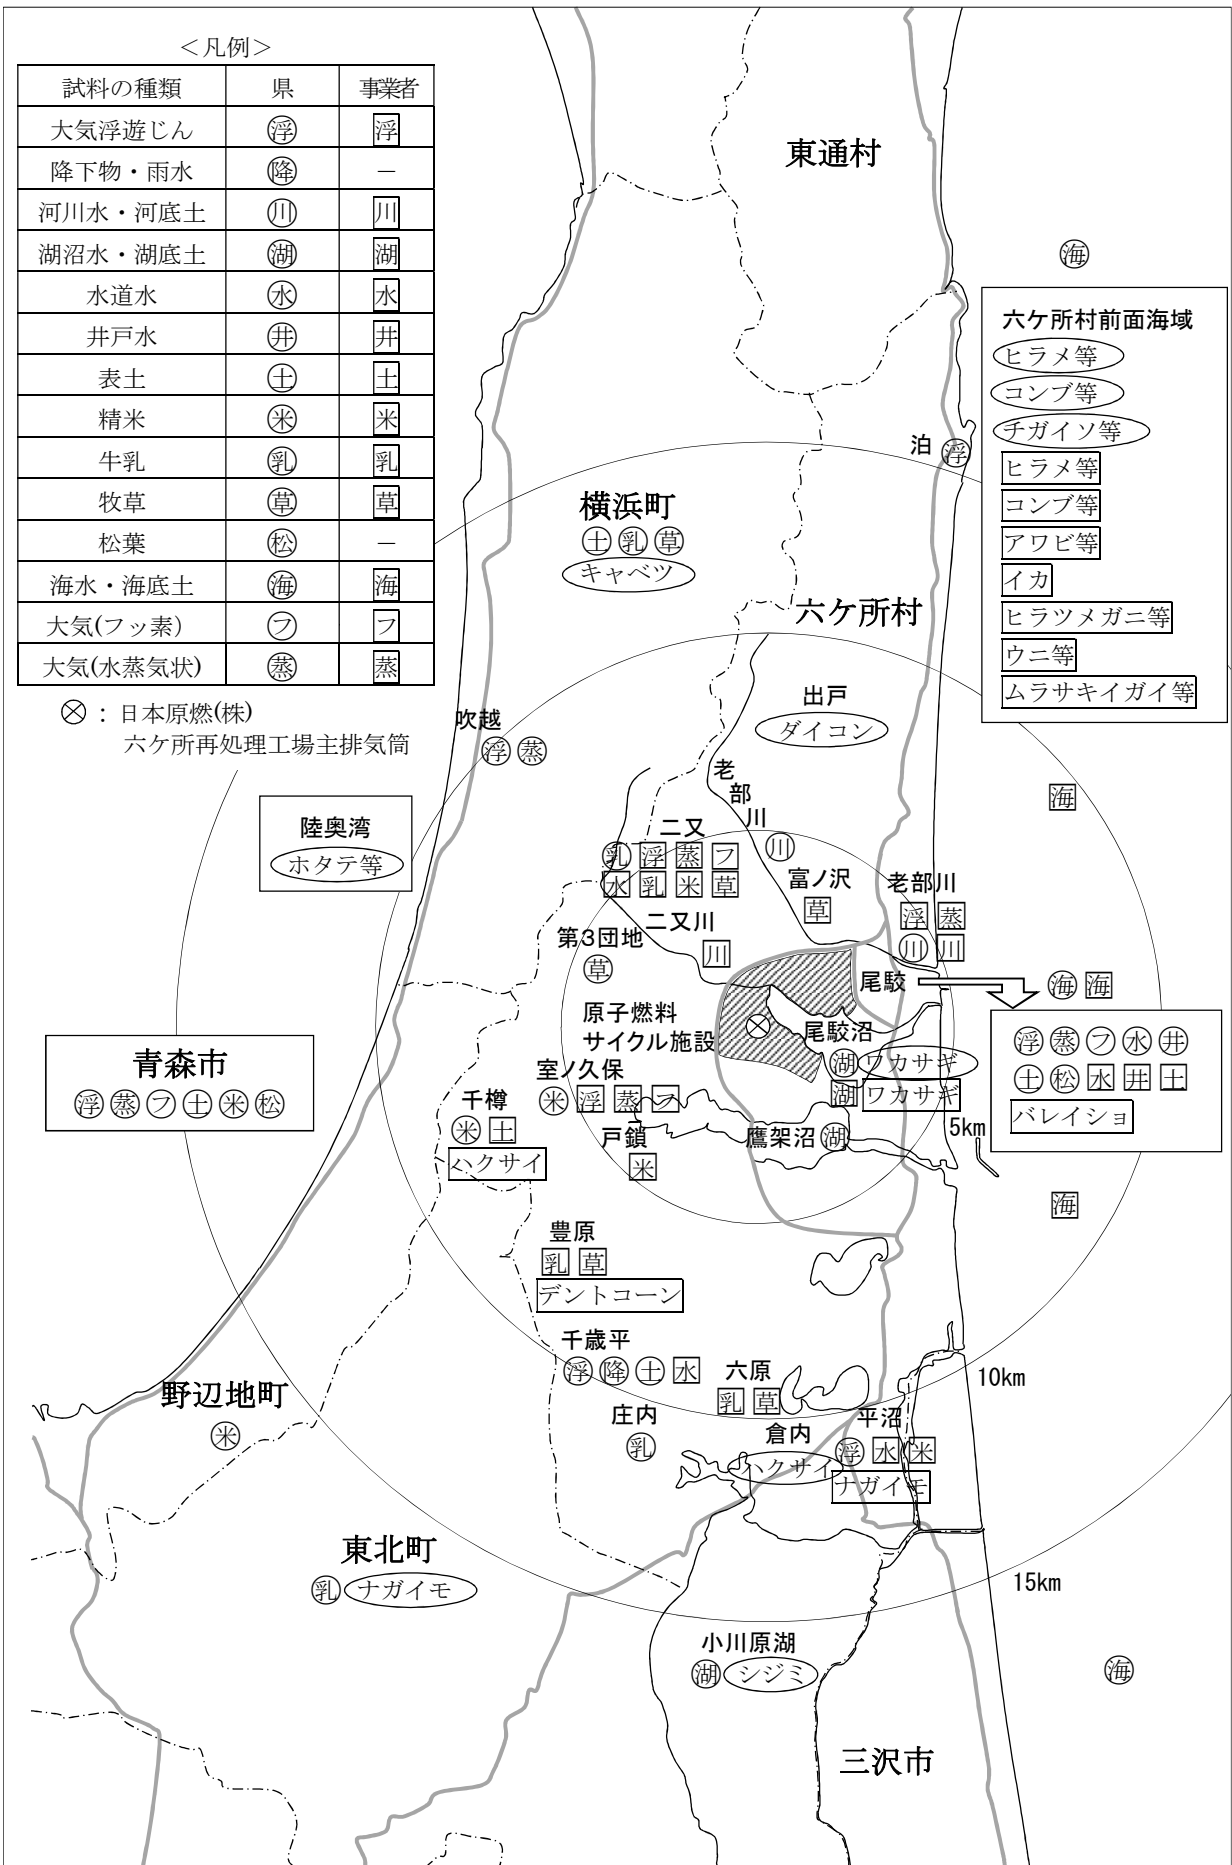 ＜凡例＞
試料の種類 県 事業者
大気浮遊じん 浮 浮
降下物・雨水 降 －
河川水・河底土 川 川
湖沼水・湖底土 湖 湖
水道水 水 水
井戸水 井 井
表土 土 土
精米 米 米
牛乳 乳 乳
牧草 草 草
松葉 松 －
海水・海底土 海 海
大気(フッ素) フ フ
大気(水蒸気状) 蒸 蒸
⊗：日本原燃(株)
六ケ所再処理工場主排気筒
東通村
海
六ケ所村前面海域
ヒラメ等
コンブ等
チガイソ等
ヒラメ等
コンブ等
アワビ等
イカ
ヒラツメガニ等
ウニ等
ムラサキイガイ等
泊 浮
横浜町
土 乳 草
キャベツ
六ケ所村
出戸
ダイコン
吹越
浮 蒸
陸奥湾
ホタテ等
老部川
川
海
二又
乳 浮 蒸 フ
水 乳 米 草
富ノ沢
草
老部川
浮 蒸
川 川
二又川
川
第3団地
草
尾駮
海 海
浮 蒸 フ 水 井
土 松 水 井 土
バレイショ
原子燃料
サイクル施設
尾駮沼
湖 ワカサギ
湖 ワカサギ
青森市
浮 蒸 フ 土 米 松
室ノ久保
米 浮 蒸 フ
千樽
米 土
ハクサイ
戸鎖
米
鷹架沼 湖
5km
海
豊原
乳 草
デントコーン
千歳平
浮 降 土 水
六原
乳 草
10km
野辺地町
米
庄内
乳
倉内
ハクサイ
平沼
浮 水 米
ナガイモ
東北町
乳 ナガイモ
15km
小川原湖
湖 シジミ
海
三沢市